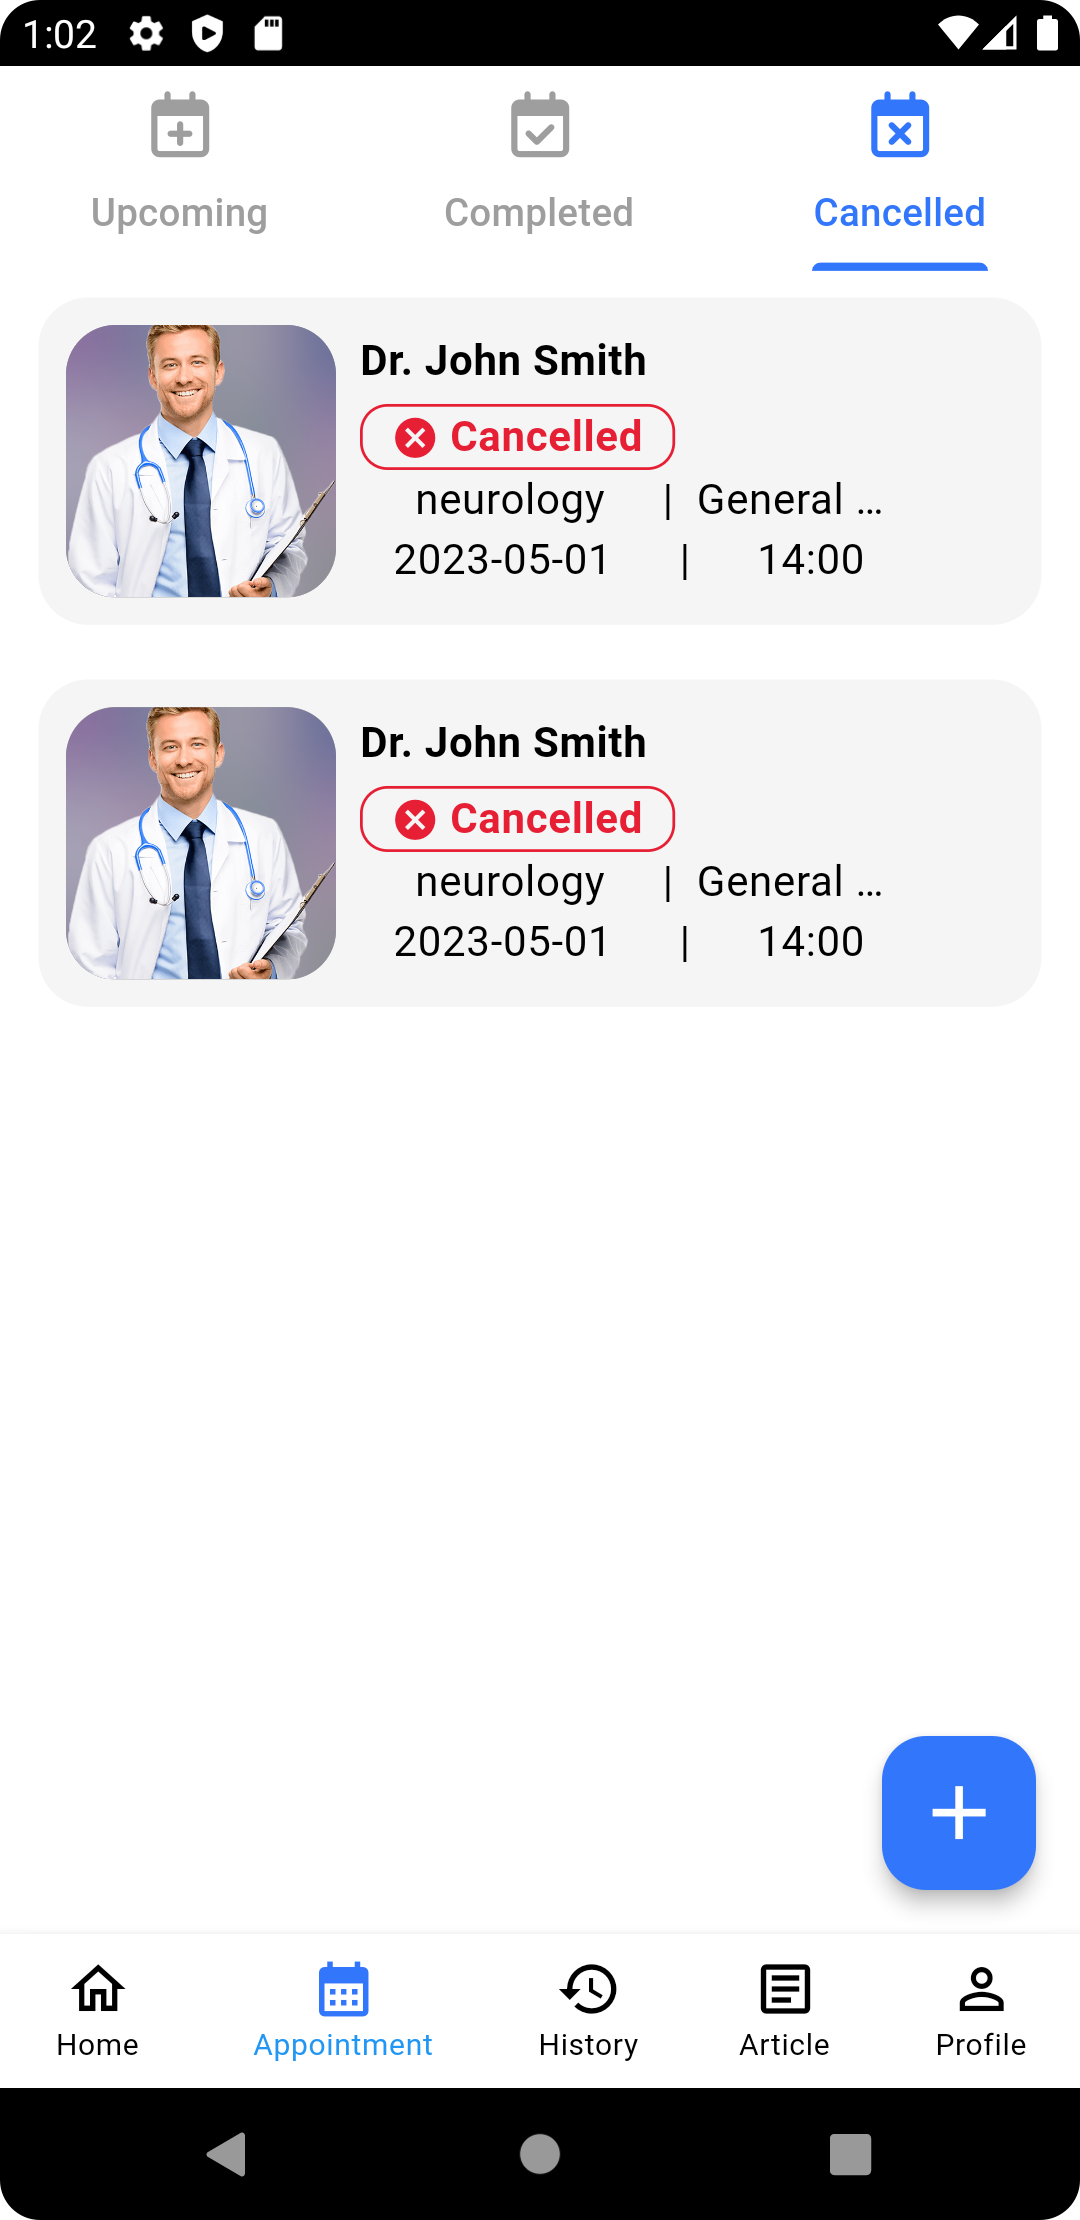 1:02
Upcoming
Completed
Cancelled
Dr. John Smith
Cancelled
neurology | General ...
2023-05-01 | 14:00
Dr. John Smith
Cancelled
neurology | General ...
2023-05-01 | 14:00
Home
Appointment
History
Article
Profile